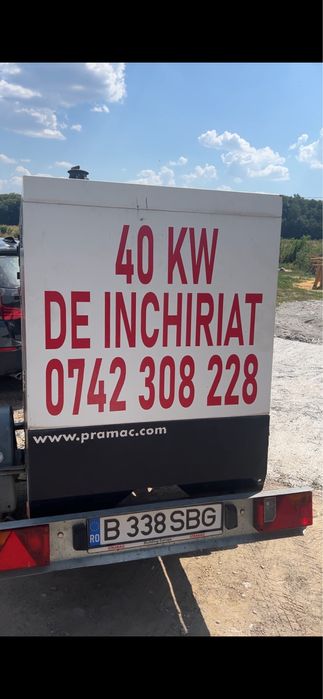 40 KW
DE INCHIRIAT
0742 308 228
www.pramac.com
RO B 338 SBG